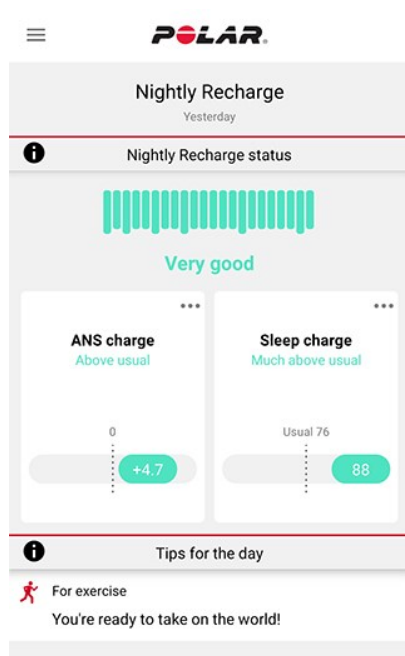 POLAR.
Nightly Recharge
Yesterday
Nightly Recharge status
Very good
ANS charge
Above usual
0
+4.7
Sleep charge
Much above usual
Usual 76
88
Tips for the day
For exercise
You're ready to take on the world!